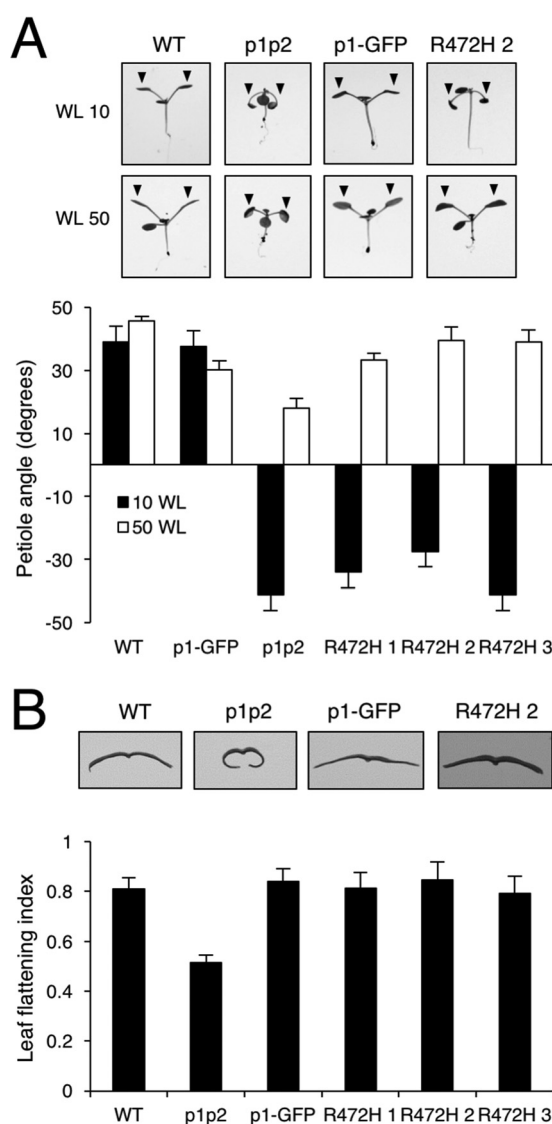 A
WT p1p2 p1-GFP R472H 2
WL 10
WL 50
50
30
10
-10
-30
-50
Petiole angle (degrees)
10 WL
50 WL
WT p1-GFP p1p2 R472H 1 R472H 2 R472H 3
B
WT p1p2 p1-GFP R472H 2
1
0.8
0.6
0.4
0.2
0
Leaf flattening index
WT p1p2 p1-GFP R472H 1 R472H 2 R472H 3